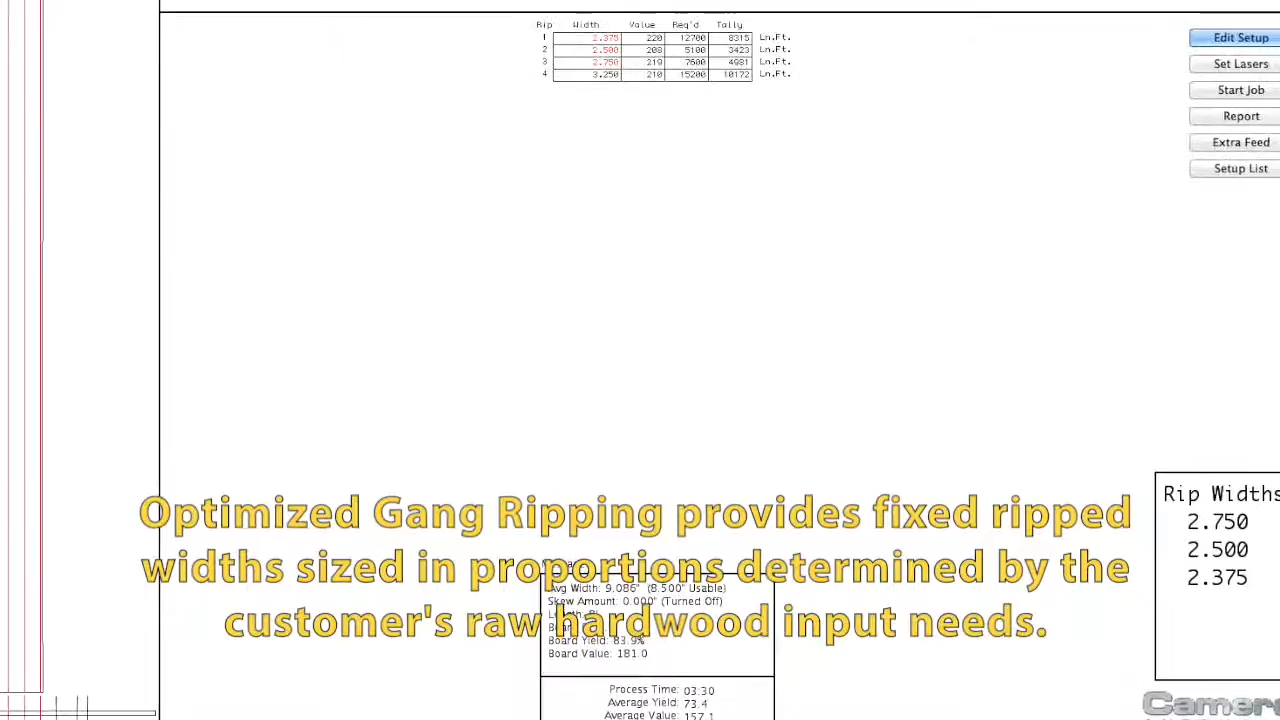 Rip Width Value Req'd Tally
1 2.375 220 12700 8315 Ln.Ft.
2 2.500 208 5100 3423 Ln.Ft.
3 2.750 219 7600 4981 Ln.Ft.
4 3.250 210 15200 10172 Ln.Ft.
Edit Setup
Set Lasers
Start Job
Report
Extra Feed
Setup List
Rip Widths
2.750
2.500
2.375
Optimized Gang Ripping provides fixed ripped
widths sized in proportions determined by the
customer's raw hardwood input needs.
Avg Width: 9.086" (8.500" Usable)
Skew Amount: 0.000" (Turned Off)
Board Yield: 83.9%
Board Value: 181.0
Process Time: 03:30
Average Yield: 73.4
Average Value: 157.1